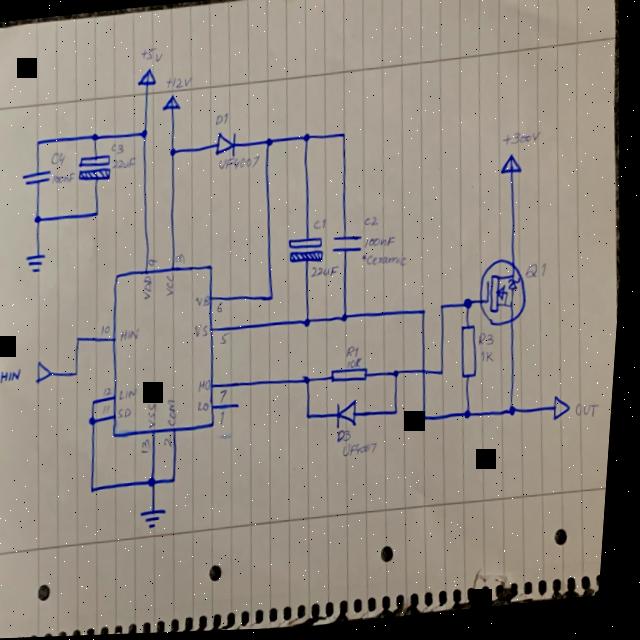 +5V
+12V
D1
UF4007
C4
100nF
C3
22uF
+300V
C1
22uF
C2
100nF
*Ceramic
VDD 9
VCC 3
VB
6
VS
5
10
HIN
HIN
Q1
R1
R3
1K
HO
7
LO
1
12
LIN
11
SD
VSS
COM
13
2
D3
UF4007
OUT